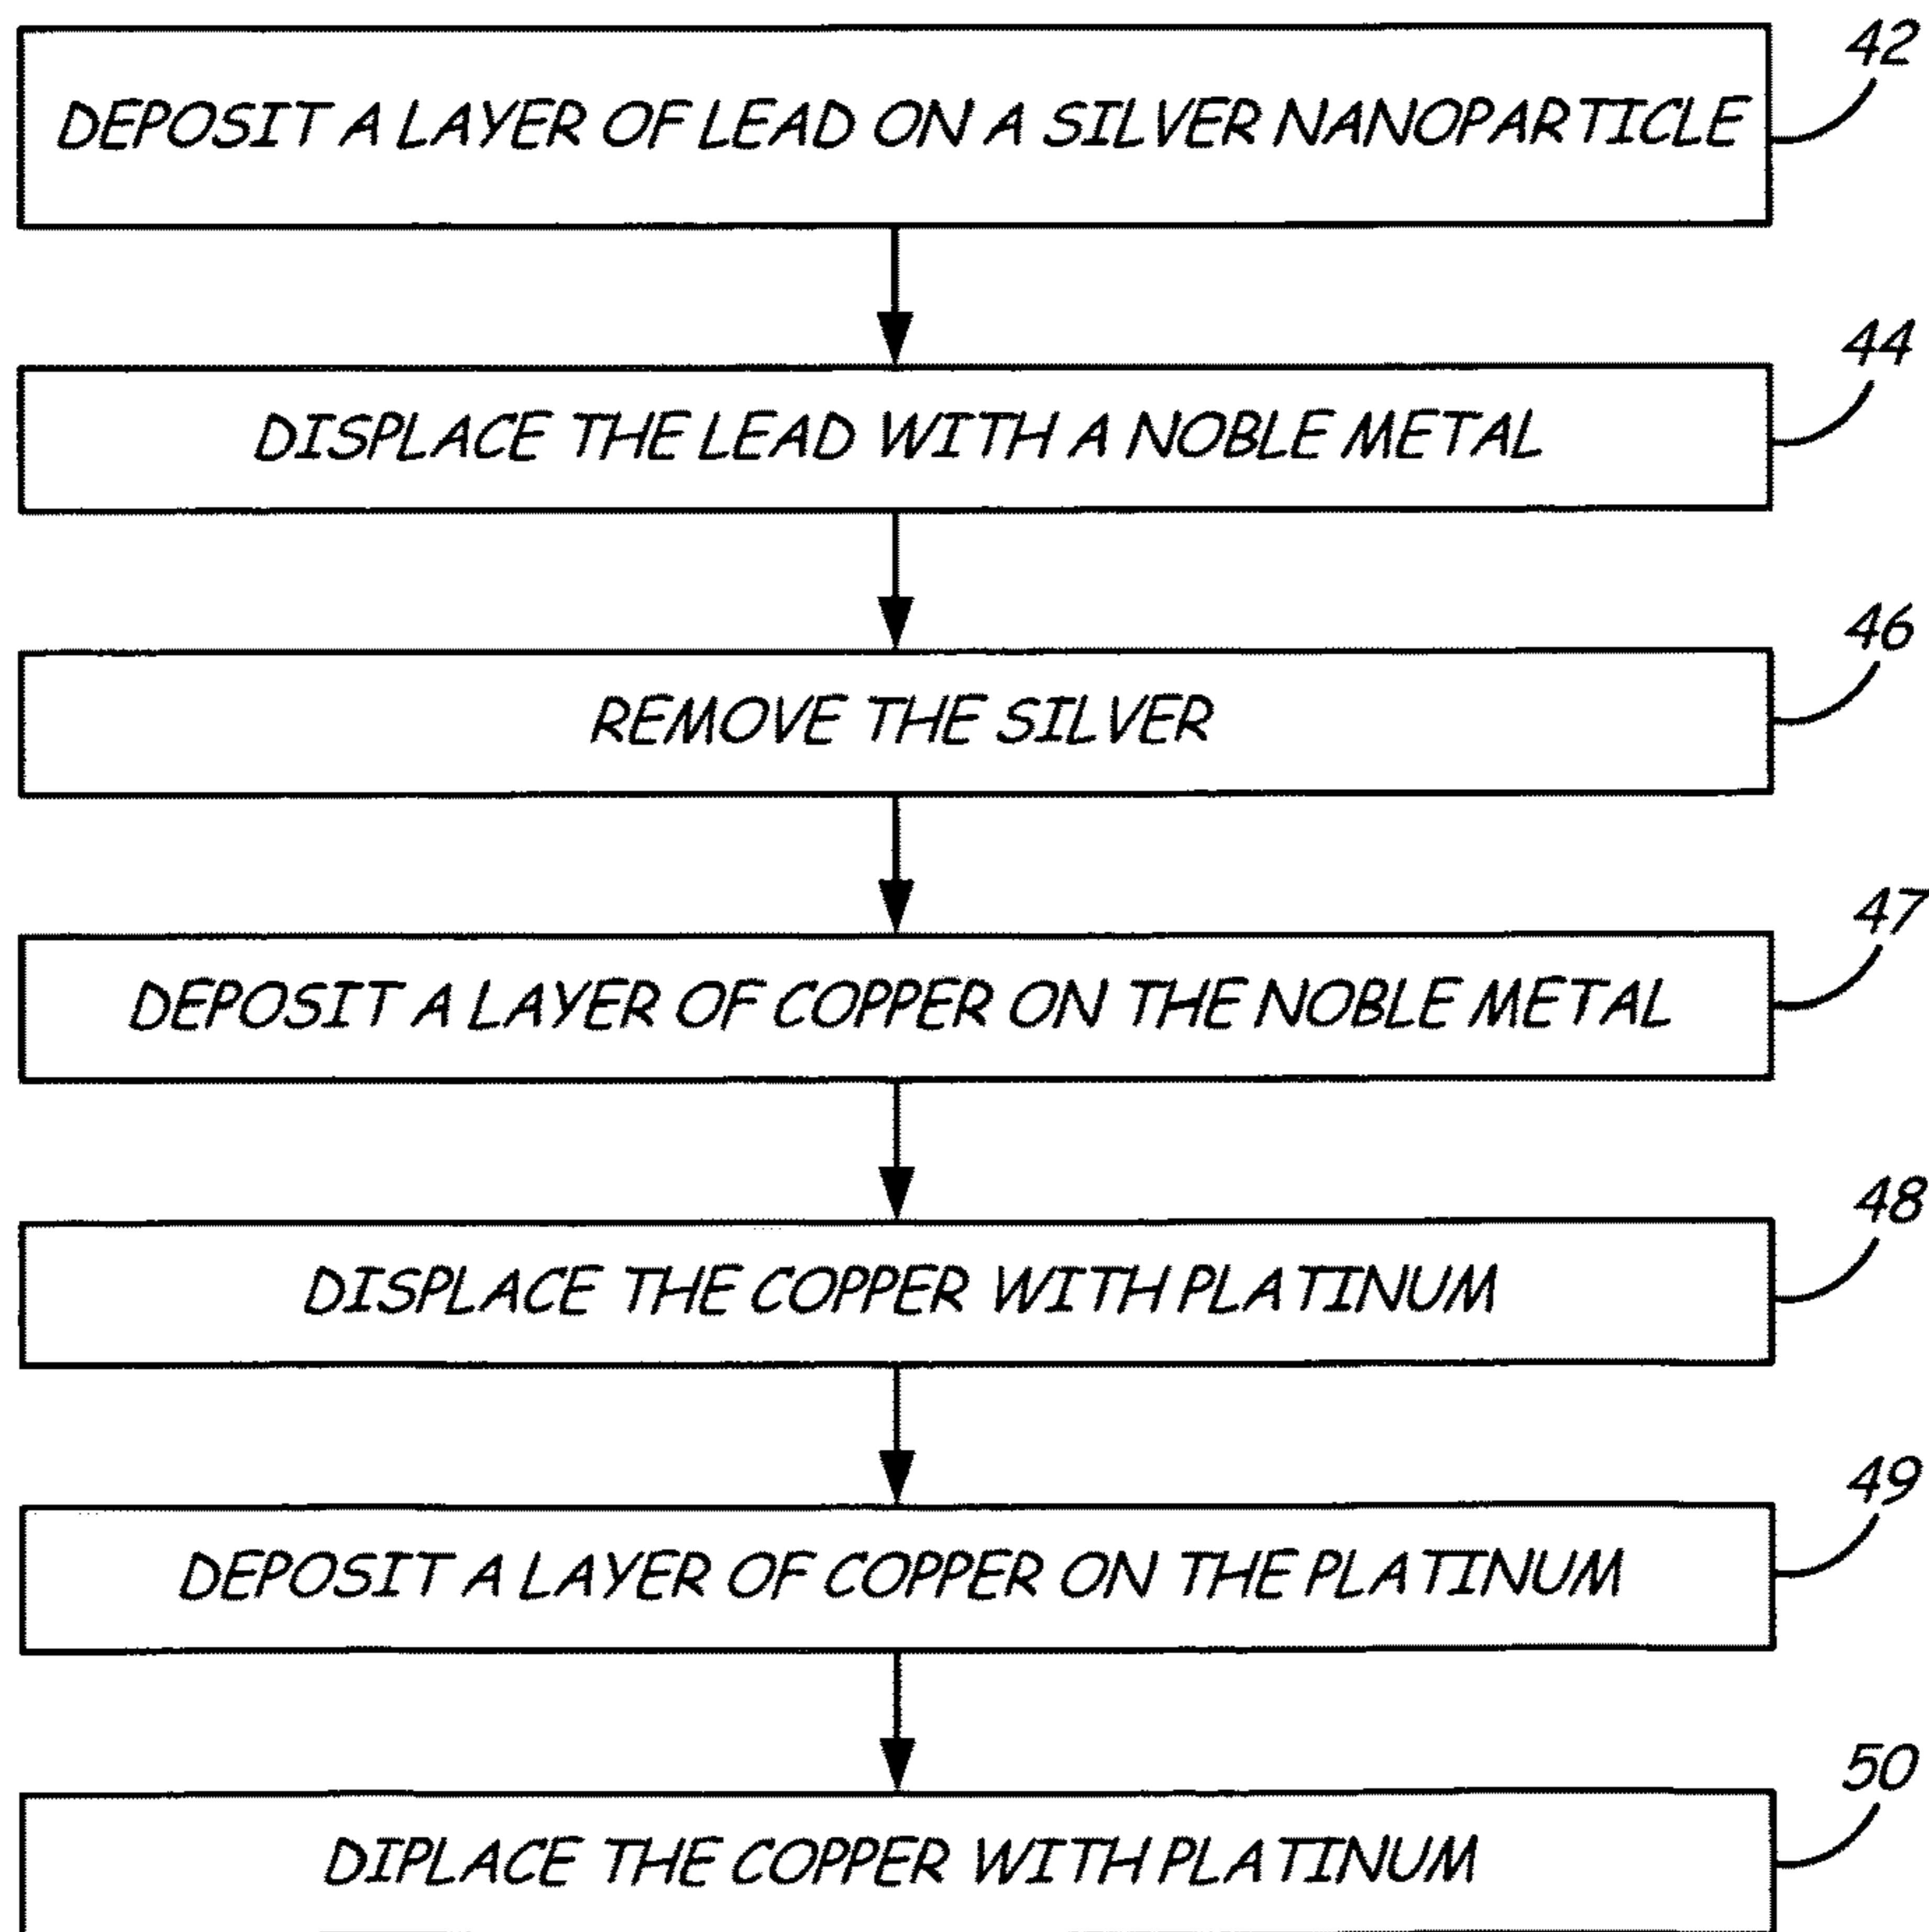 42
DEPOSIT A LAYER OF LEAD ON A SILVER NANOPARTICLE
44
DISPLACE THE LEAD WITH A NOBLE METAL
46
REMOVE THE SILVER
47
DEPOSIT A LAYER OF COPPER ON THE NOBLE METAL
48
DISPLACE THE COPPER WITH PLATINUM
49
DEPOSIT A LAYER OF COPPER ON THE PLATINUM
50
DIPLACE THE COPPER WITH PLATINUM